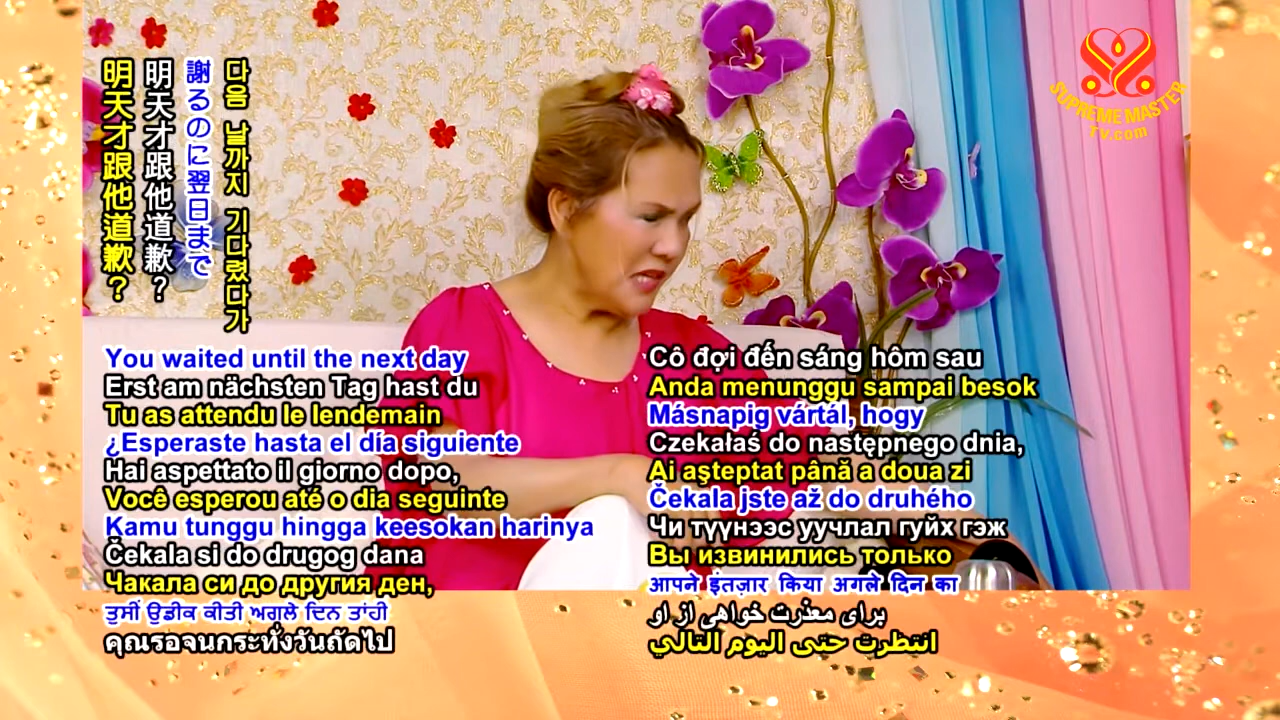 明天才跟他道歉？
明天才跟他道歉？
謝るのに翌日まで
다음 날까지 기다렸다가
SUPREME MASTER
TV.com
You waited until the next day
Erst am nächsten Tag hast du
Tu as attendu le lendemain
¿Esperaste hasta el día siguiente
Hai aspettato il giorno dopo,
Você esperou até o dia seguinte
Kamu tunggu hingga keesokan harinya
Čekala si do drugog dana
Чакала си до другия ден,
ਤੁਸੀਂ ਉਡੀਕ ਕੀਤੀ ਅਗਲੇ ਦਿਨ ਤਾਂਹੀ
คุณรอจนกระทั่งวันถัดไป
Cô đợi đến sáng hôm sau
Anda menunggu sampai besok
Másnapig vártál, hogy
Czekałaś do następnego dnia,
Ai aşteptat până a doua zi
Čekala jste až do druhého
Чи түүнээс уучлал гуйх гэж
Вы извинились только
आपने इंतज़ार किया अगले दिन का
برای معذرت خواهی از او
انتظرت حتى اليوم التالي